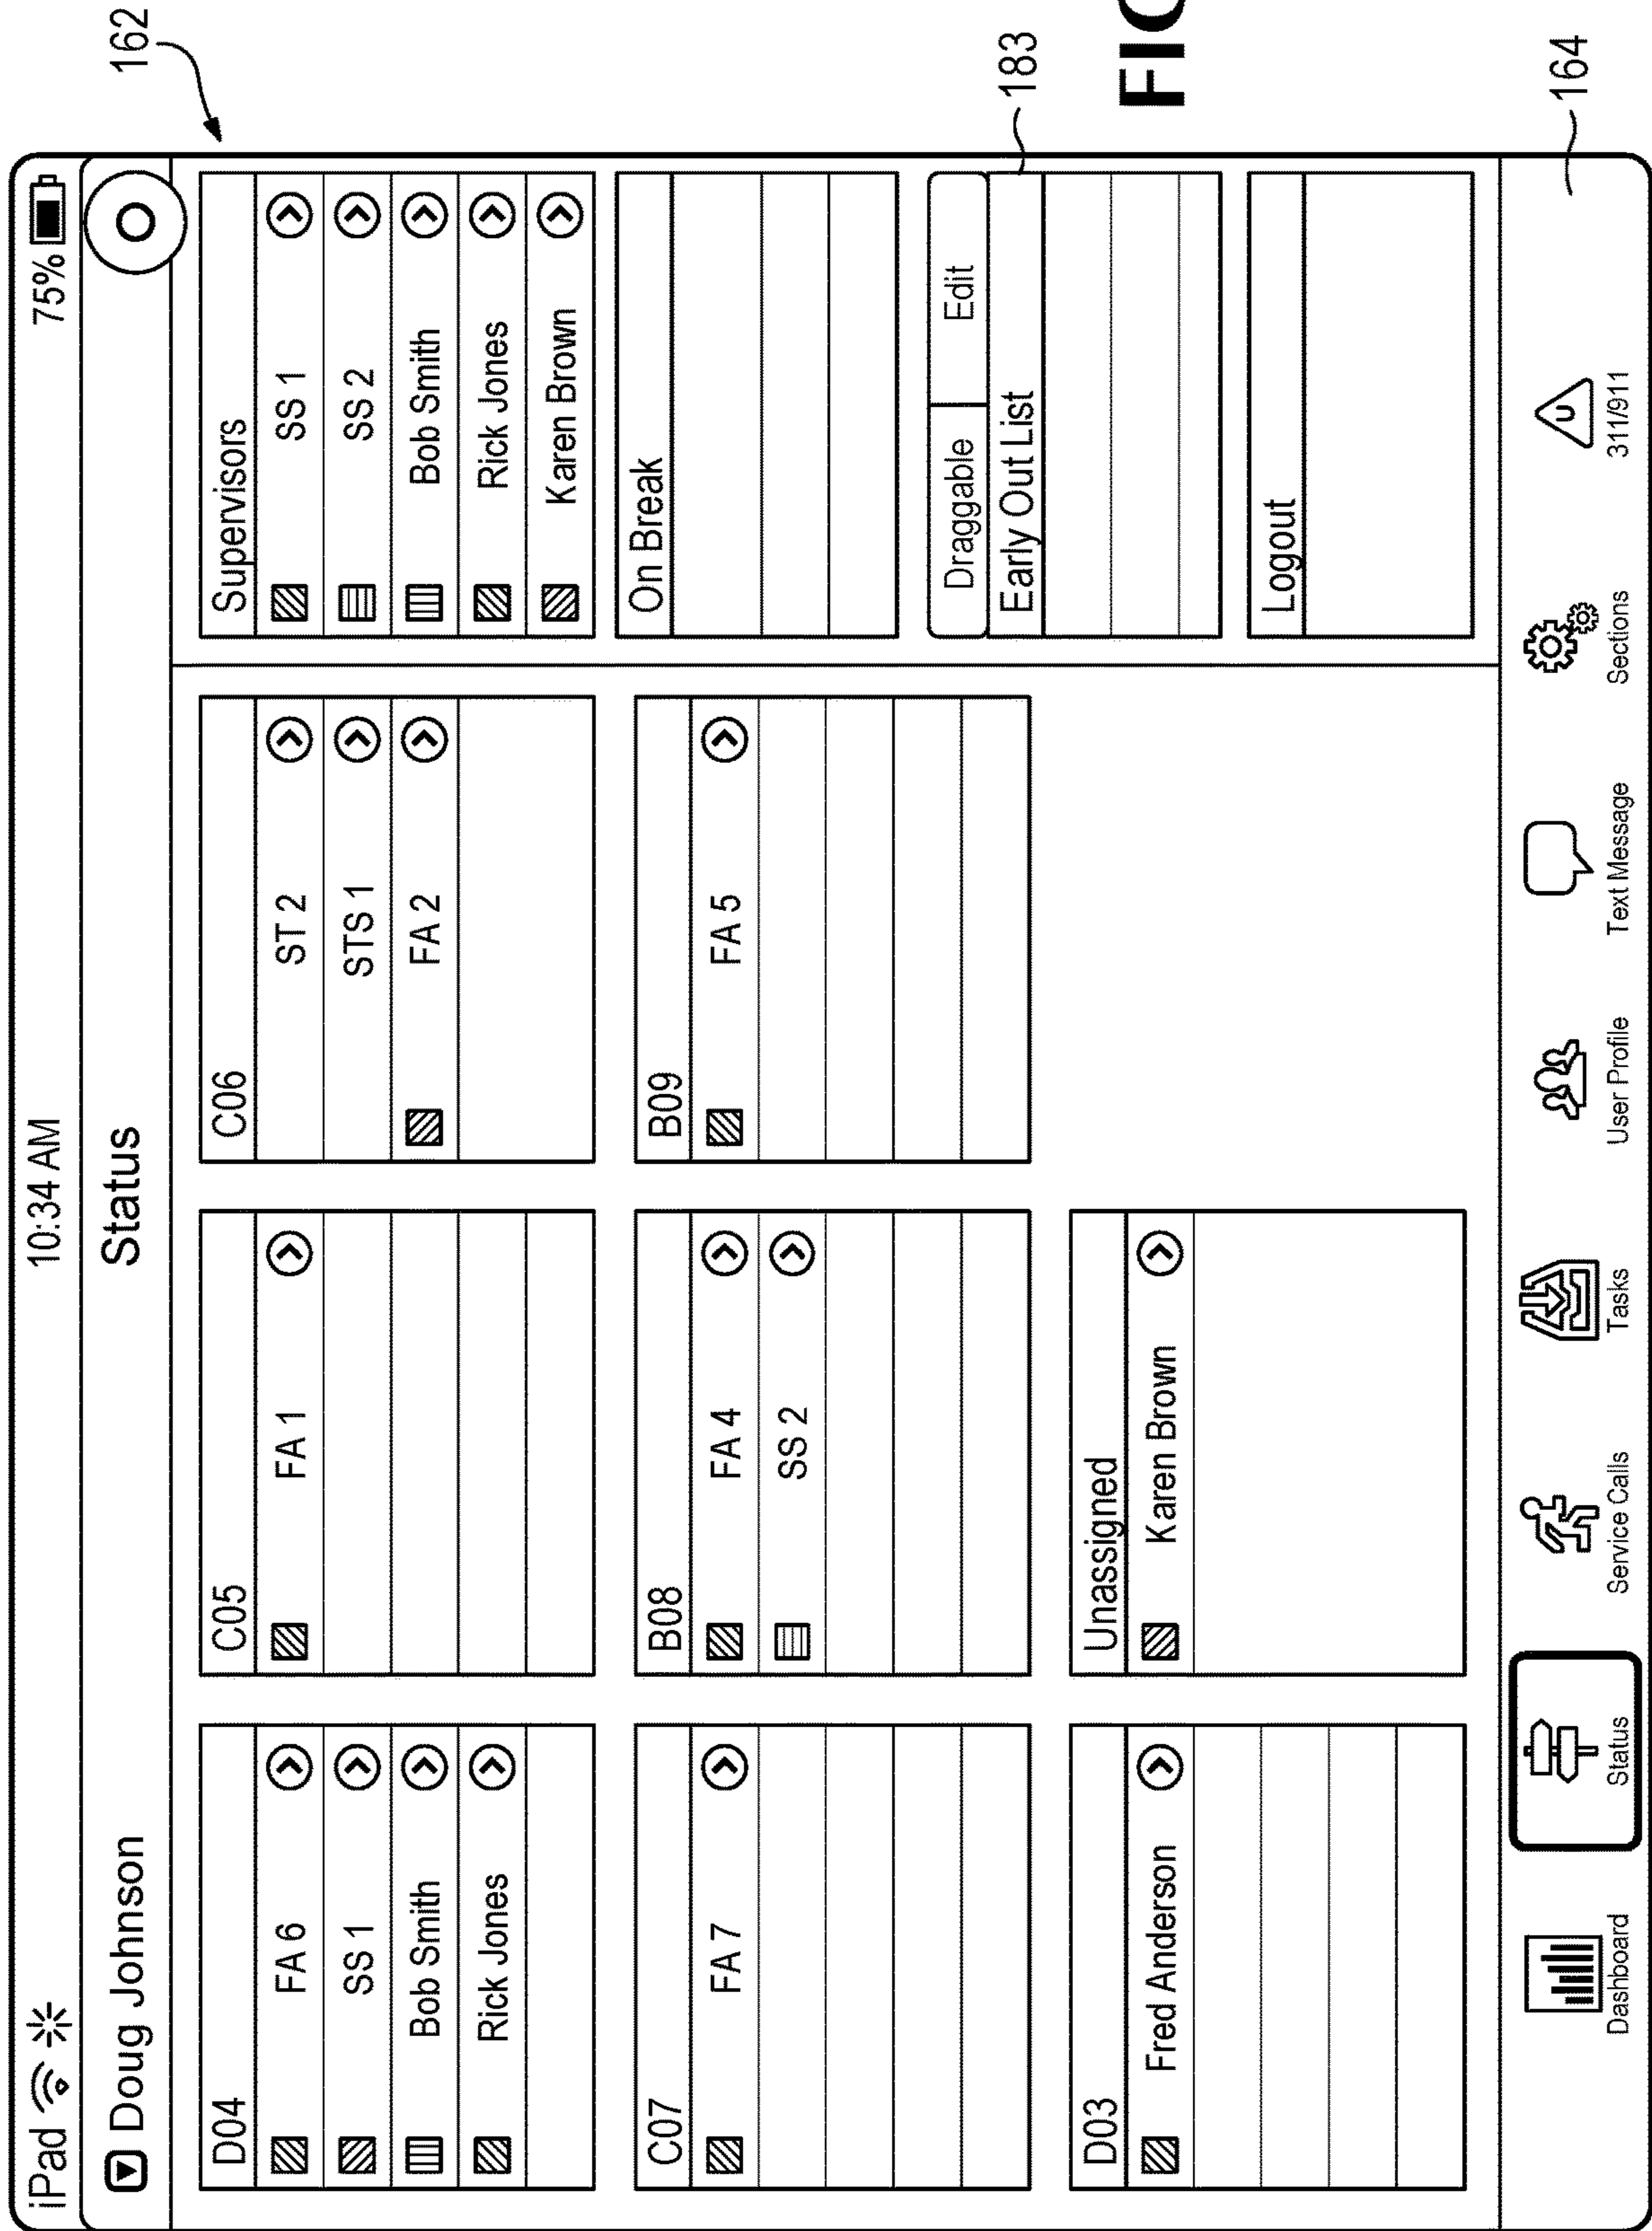 iPad 10:34 AM 75%
Doug Johnson Status
162
D04
FA 6
SS 1
Bob Smith
Rick Jones
C05
FA 1
C06
ST 2
STS 1
FA 2
Supervisors
SS 1
SS 2
Bob Smith
Rick Jones
Karen Brown
C07
FA 7
B08
FA 4
SS 2
B09
FA 5
On Break
Draggable Edit
Early Out List
183
D03
Fred Anderson
Unassigned
Karen Brown
Logout
Dashboard Status Service Calls Tasks User Profile Text Message Sections 311/911
164